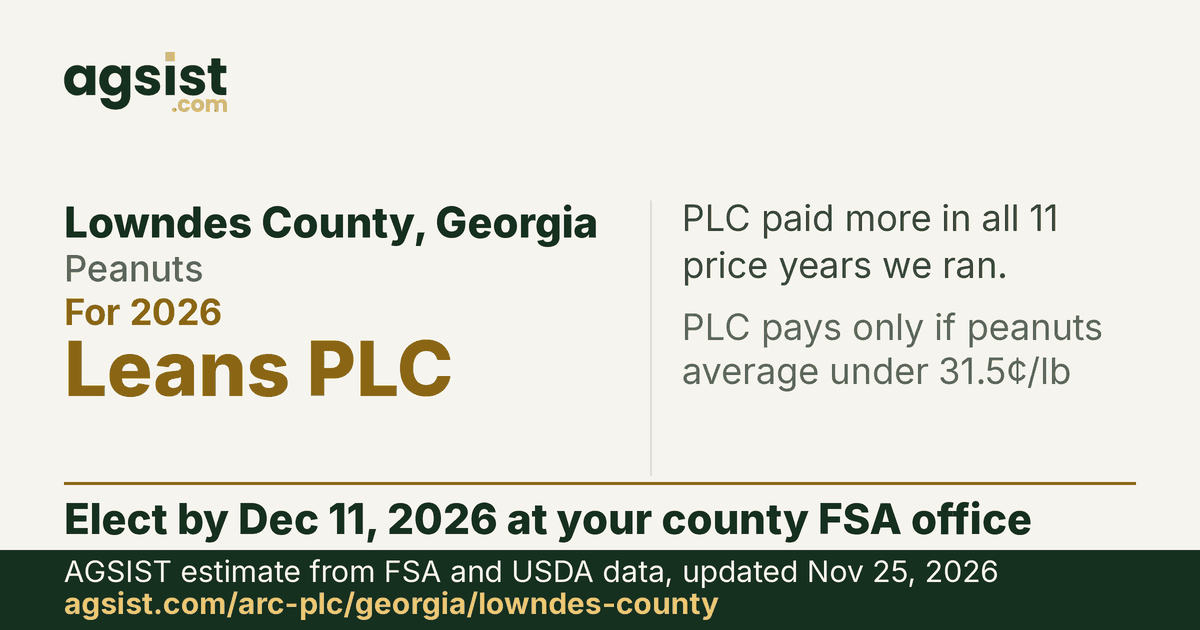 agsist
.com
Lowndes County, Georgia
Peanuts
For 2026
Leans PLC
PLC paid more in all 11
price years we ran.
PLC pays only if peanuts
average under 31.5¢/lb
Elect by Dec 11, 2026 at your county FSA office
AGSIST estimate from FSA and USDA data, updated Nov 25, 2026
agsist.com/arc-plc/georgia/lowndes-county